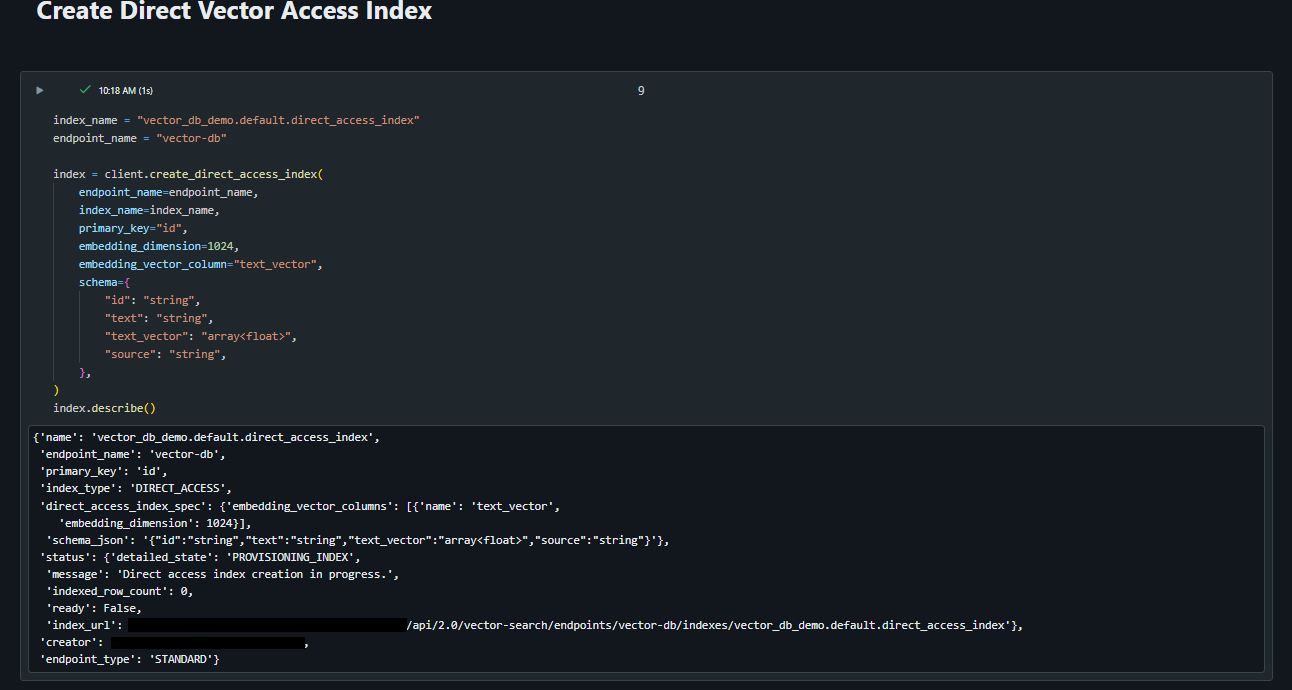 Create Direct Vector Access Index
10:18 AM (1s)
9
index_name = "vector_db_demo.default.direct_access_index"
endpoint_name = "vector-db"
index = client.create_direct_access_index(
    endpoint_name=endpoint_name,
    index_name=index_name,
    primary_key="id",
    embedding_dimension=1024,
    embedding_vector_column="text_vector",
    schema={
        "id": "string",
        "text": "string",
        "text_vector": "array<float>",
        "source": "string",
    },
)
index.describe()
{'name': 'vector_db_demo.default.direct_access_index',
 'endpoint_name': 'vector-db',
 'primary_key': 'id',
 'index_type': 'DIRECT_ACCESS',
 'direct_access_index_spec': {'embedding_vector_columns': [{'name': 'text_vector',
    'embedding_dimension': 1024}],
  'schema_json': '{"id":"string","text":"string","text_vector":"array<float>","source":"string"}'},
 'status': {'detailed_state': 'PROVISIONING_INDEX',
  'message': 'Direct access index creation in progress.',
  'indexed_row_count': 0,
  'ready': False,
  'index_url': /api/2.0/vector-search/endpoints/vector-db/indexes/vector_db_demo.default.direct_access_index'},
 'creator': ,
 'endpoint_type': 'STANDARD'}